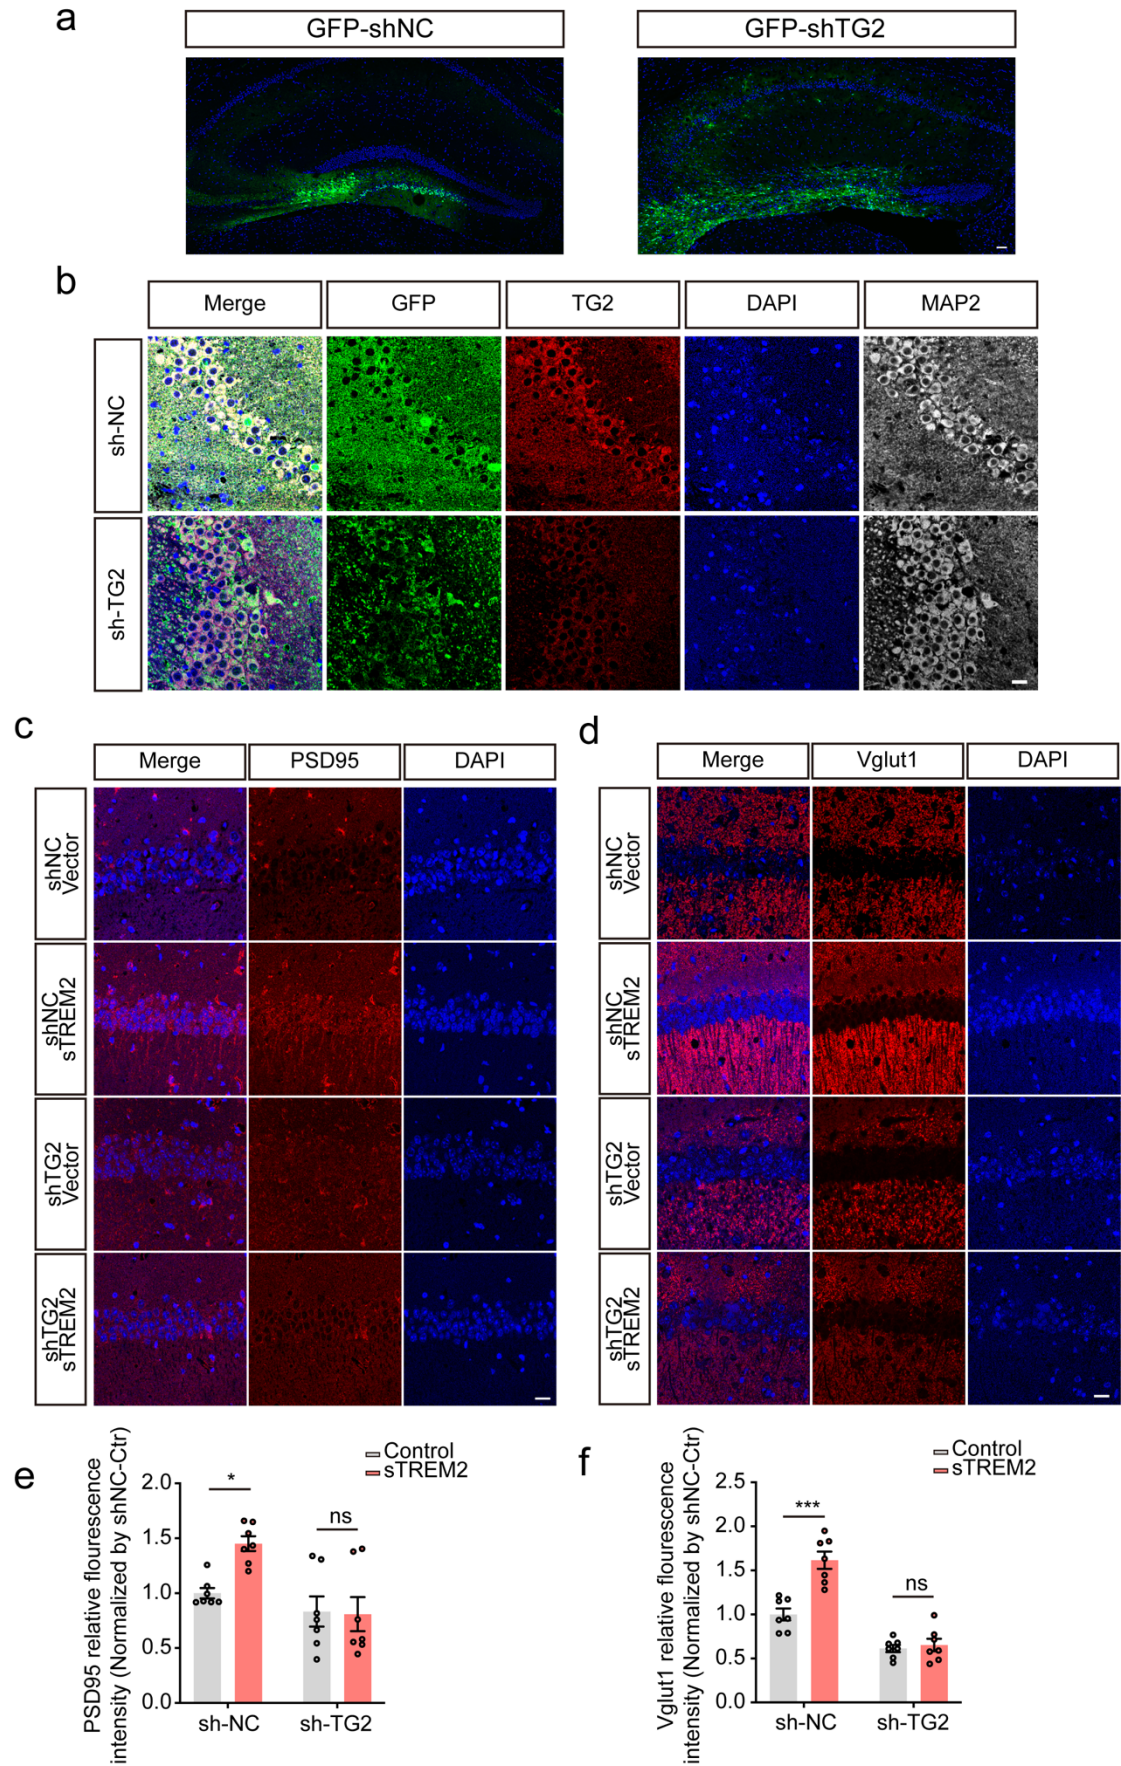 a
GFP-shNC
GFP-shTG2
b
Merge
GFP
TG2
DAPI
MAP2
sh-NC
sh-TG2
c
Merge
PSD95
DAPI
shNC
Vector
shNC
sTREM2
shTG2
Vector
shTG2
sTREM2
d
Merge
Vglut1
DAPI
shNC
Vector
shNC
sTREM2
shTG2
Vector
shTG2
sTREM2
e
Control
sTREM2
PSD95 relative flourescence
intensity (Normalized by shNC-Ctr)
2.0
1.5
1.0
0.5
0.0
*
ns
sh-NC
sh-TG2
f
Control
sTREM2
Vglut1 relative flourescence
intensity (Normalized by shNC-Ctr)
2.5
2.0
1.5
1.0
0.5
0.0
***
ns
sh-NC
sh-TG2